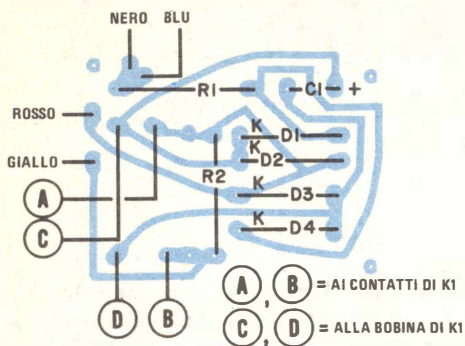 NERO BLU
R1 C1 +
ROSSO
K D1
K D2
GIALLO
R2
K D3
A
K D4
C
D B
A , B = AI CONTATTI DI K1
C , D = ALLA BOBINA DI K1